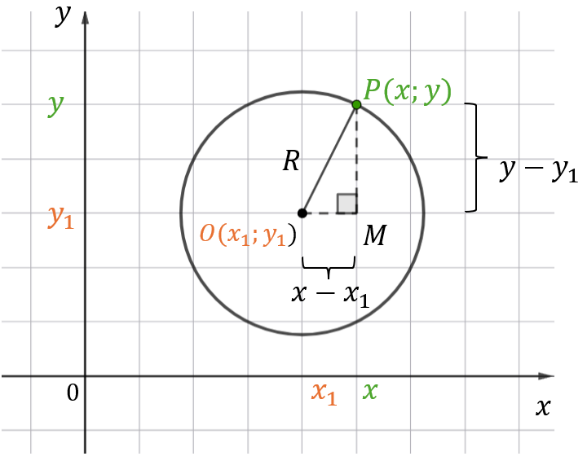 y
y
P(x; y)
R
y − y₁
y₁
O(x₁; y₁)
M
x − x₁
0
x₁
x
x